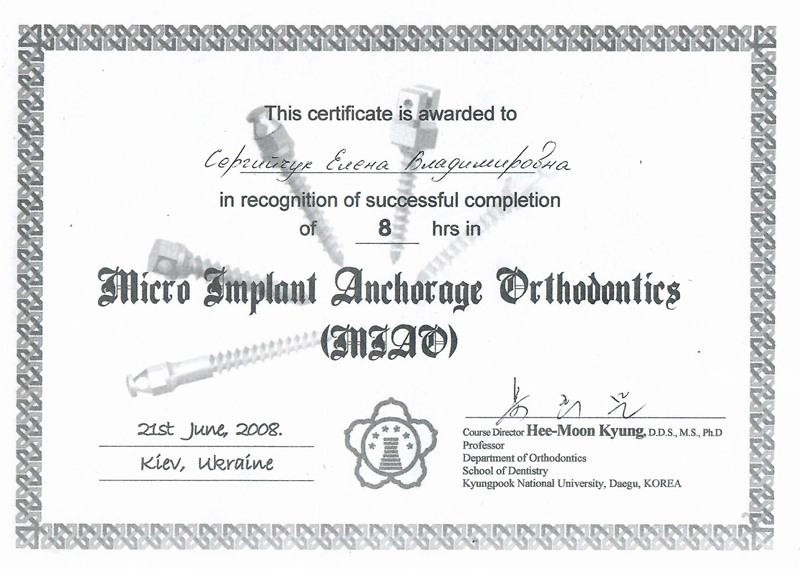 This certificate is awarded to
Сергийчук Елена Владимировна
in recognition of successful completion
of 8 hrs in
Micro Implant Anchorage Orthodontics
(MIAO)
21st June, 2008.
Kiev, Ukraine
Course Director Hee-Moon Kyung, D.D.S., M.S., Ph.D
Professor
Department of Orthodontics
School of Dentistry
Kyungpook National University, Daegu, KOREA